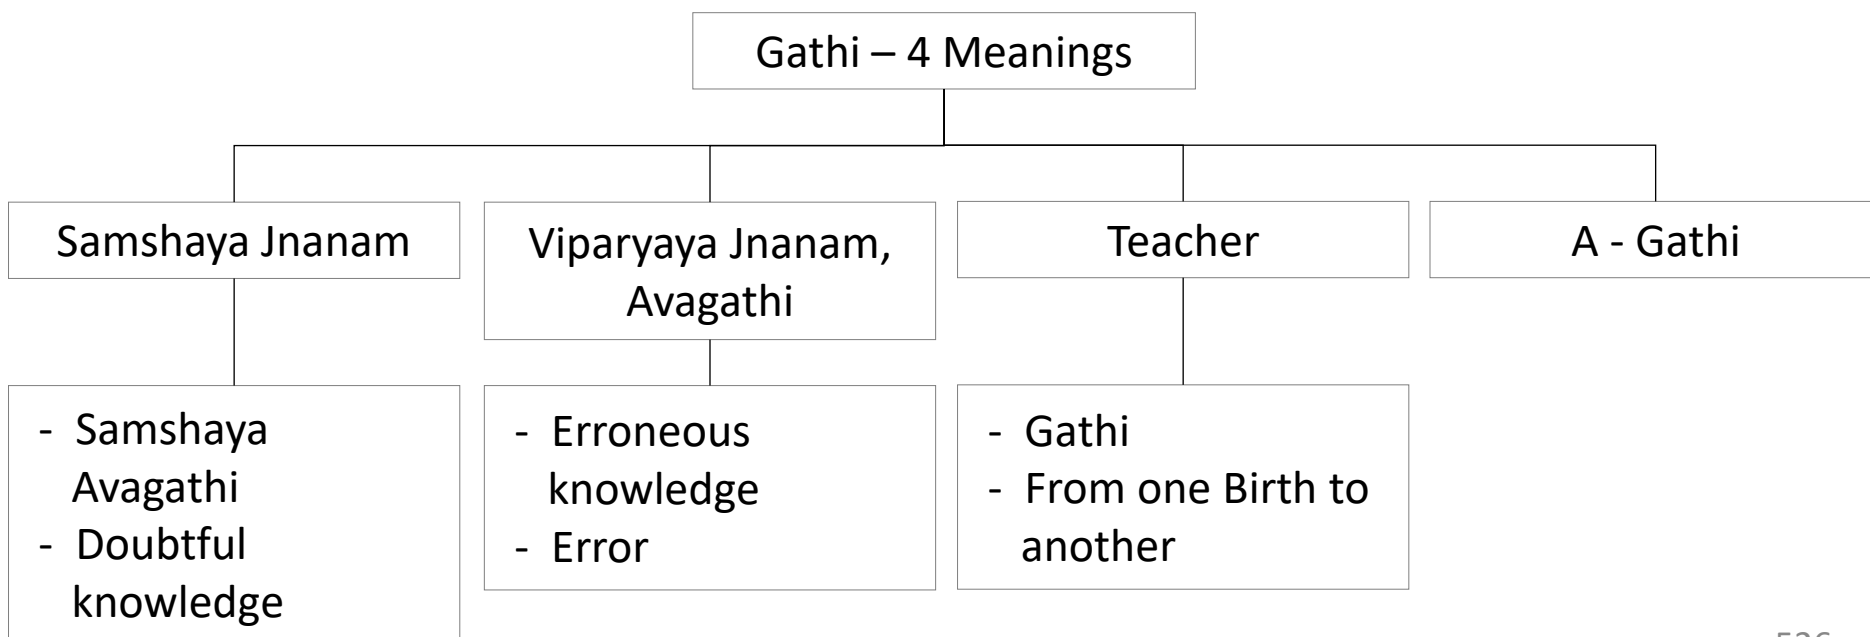 Gathi – 4 Meanings
Samshaya Jnanam
Viparyaya Jnanam,
Avagathi
Teacher
A - Gathi
- Samshaya
Avagathi
- Doubtful
knowledge
- Erroneous
knowledge
- Error
- Gathi
- From one Birth to
another